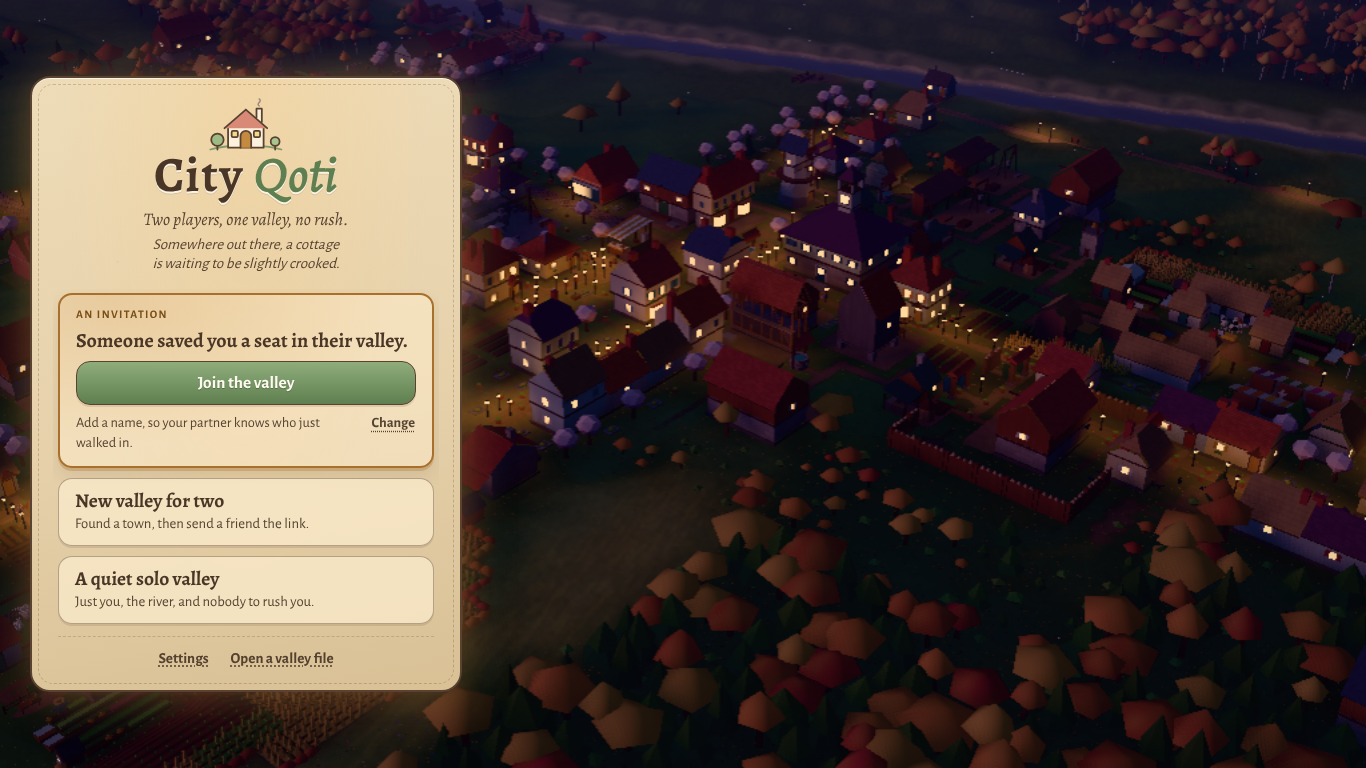 City Qoti
Two players, one valley, no rush.
Somewhere out there, a cottage
is waiting to be slightly crooked.
AN INVITATION
Someone saved you a seat in their valley.
Join the valley
Add a name, so your partner knows who just
walked in.
Change
New valley for two
Found a town, then send a friend the link.
A quiet solo valley
Just you, the river, and nobody to rush you.
Settings
Open a valley file